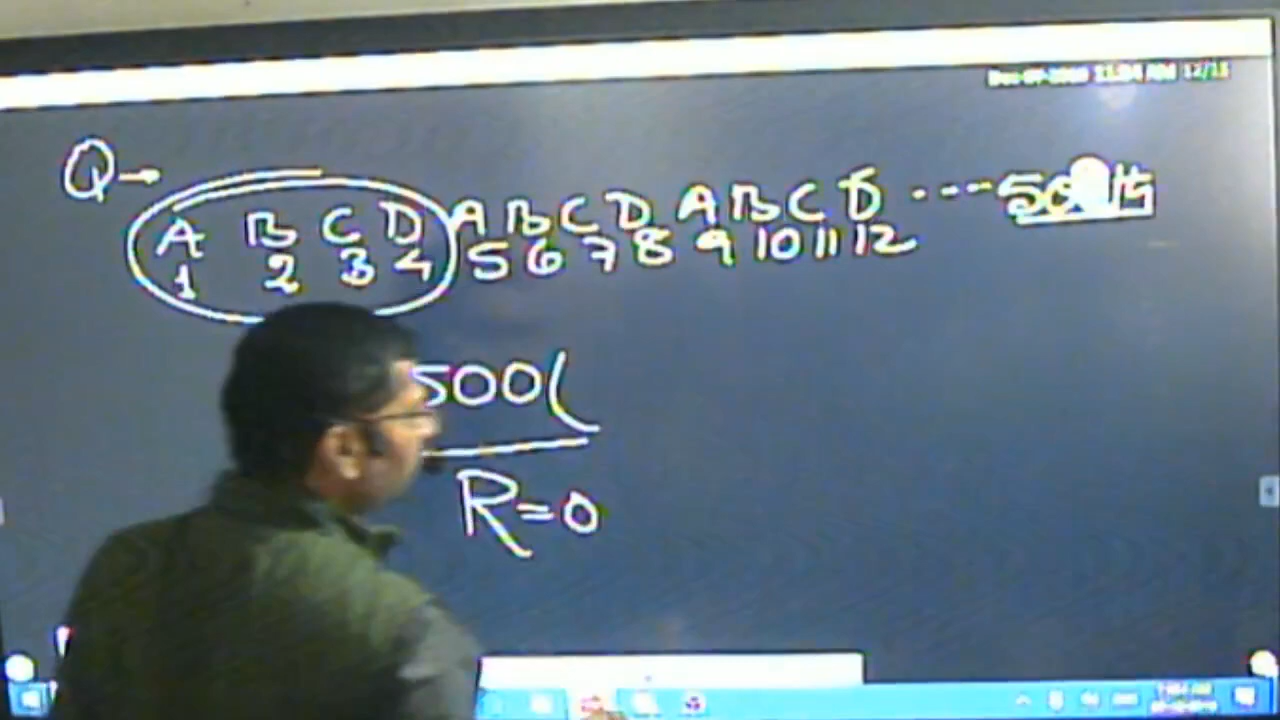 Q→
A B C D A B C D A B C D ----
1 2 3 4 5 6 7 8 9 10 11 12
500(
R=0